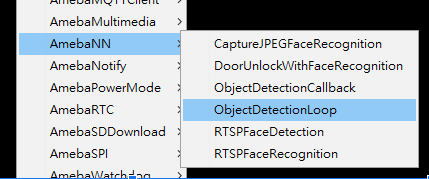 AmebaMQTTClient
AmebaMultimedia
AmebaNN
AmebaNotify
AmebaPowerMode
AmebaRTC
AmebaSDDownload
AmebaSPI
AmebaWatchdog
CaptureJPEGFaceRecognition
DoorUnlockWithFaceRecognition
ObjectDetectionCallback
ObjectDetectionLoop
RTSPFaceDetection
RTSPFaceRecognition